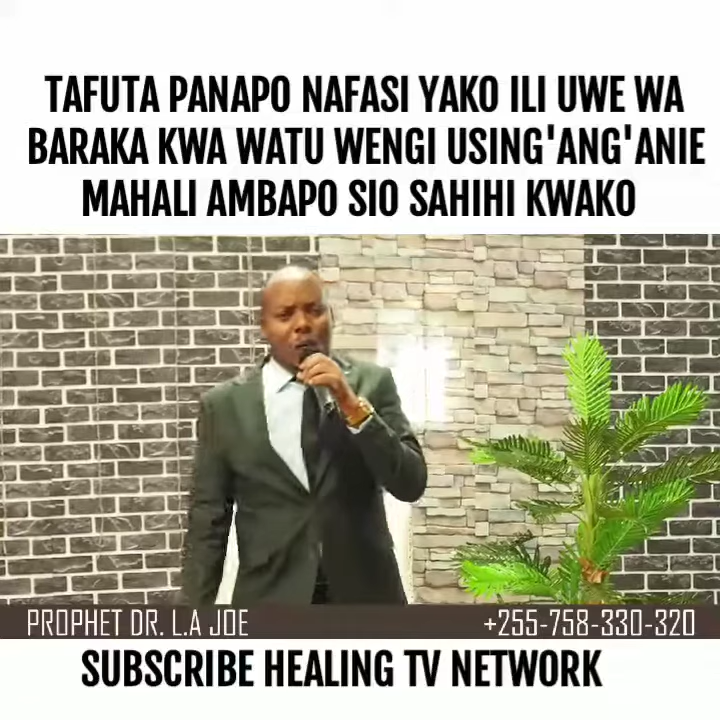 TAFUTA PANAPO NAFASI YAKO ILI UWE WA
BARAKA KWA WATU WENGI USING'ANG'ANIE
MAHALI AMBAPO SIO SAHIHI KWAKO
PROPHET DR. L.A JOE
+255-758-330-320
SUBSCRIBE HEALING TV NETWORK